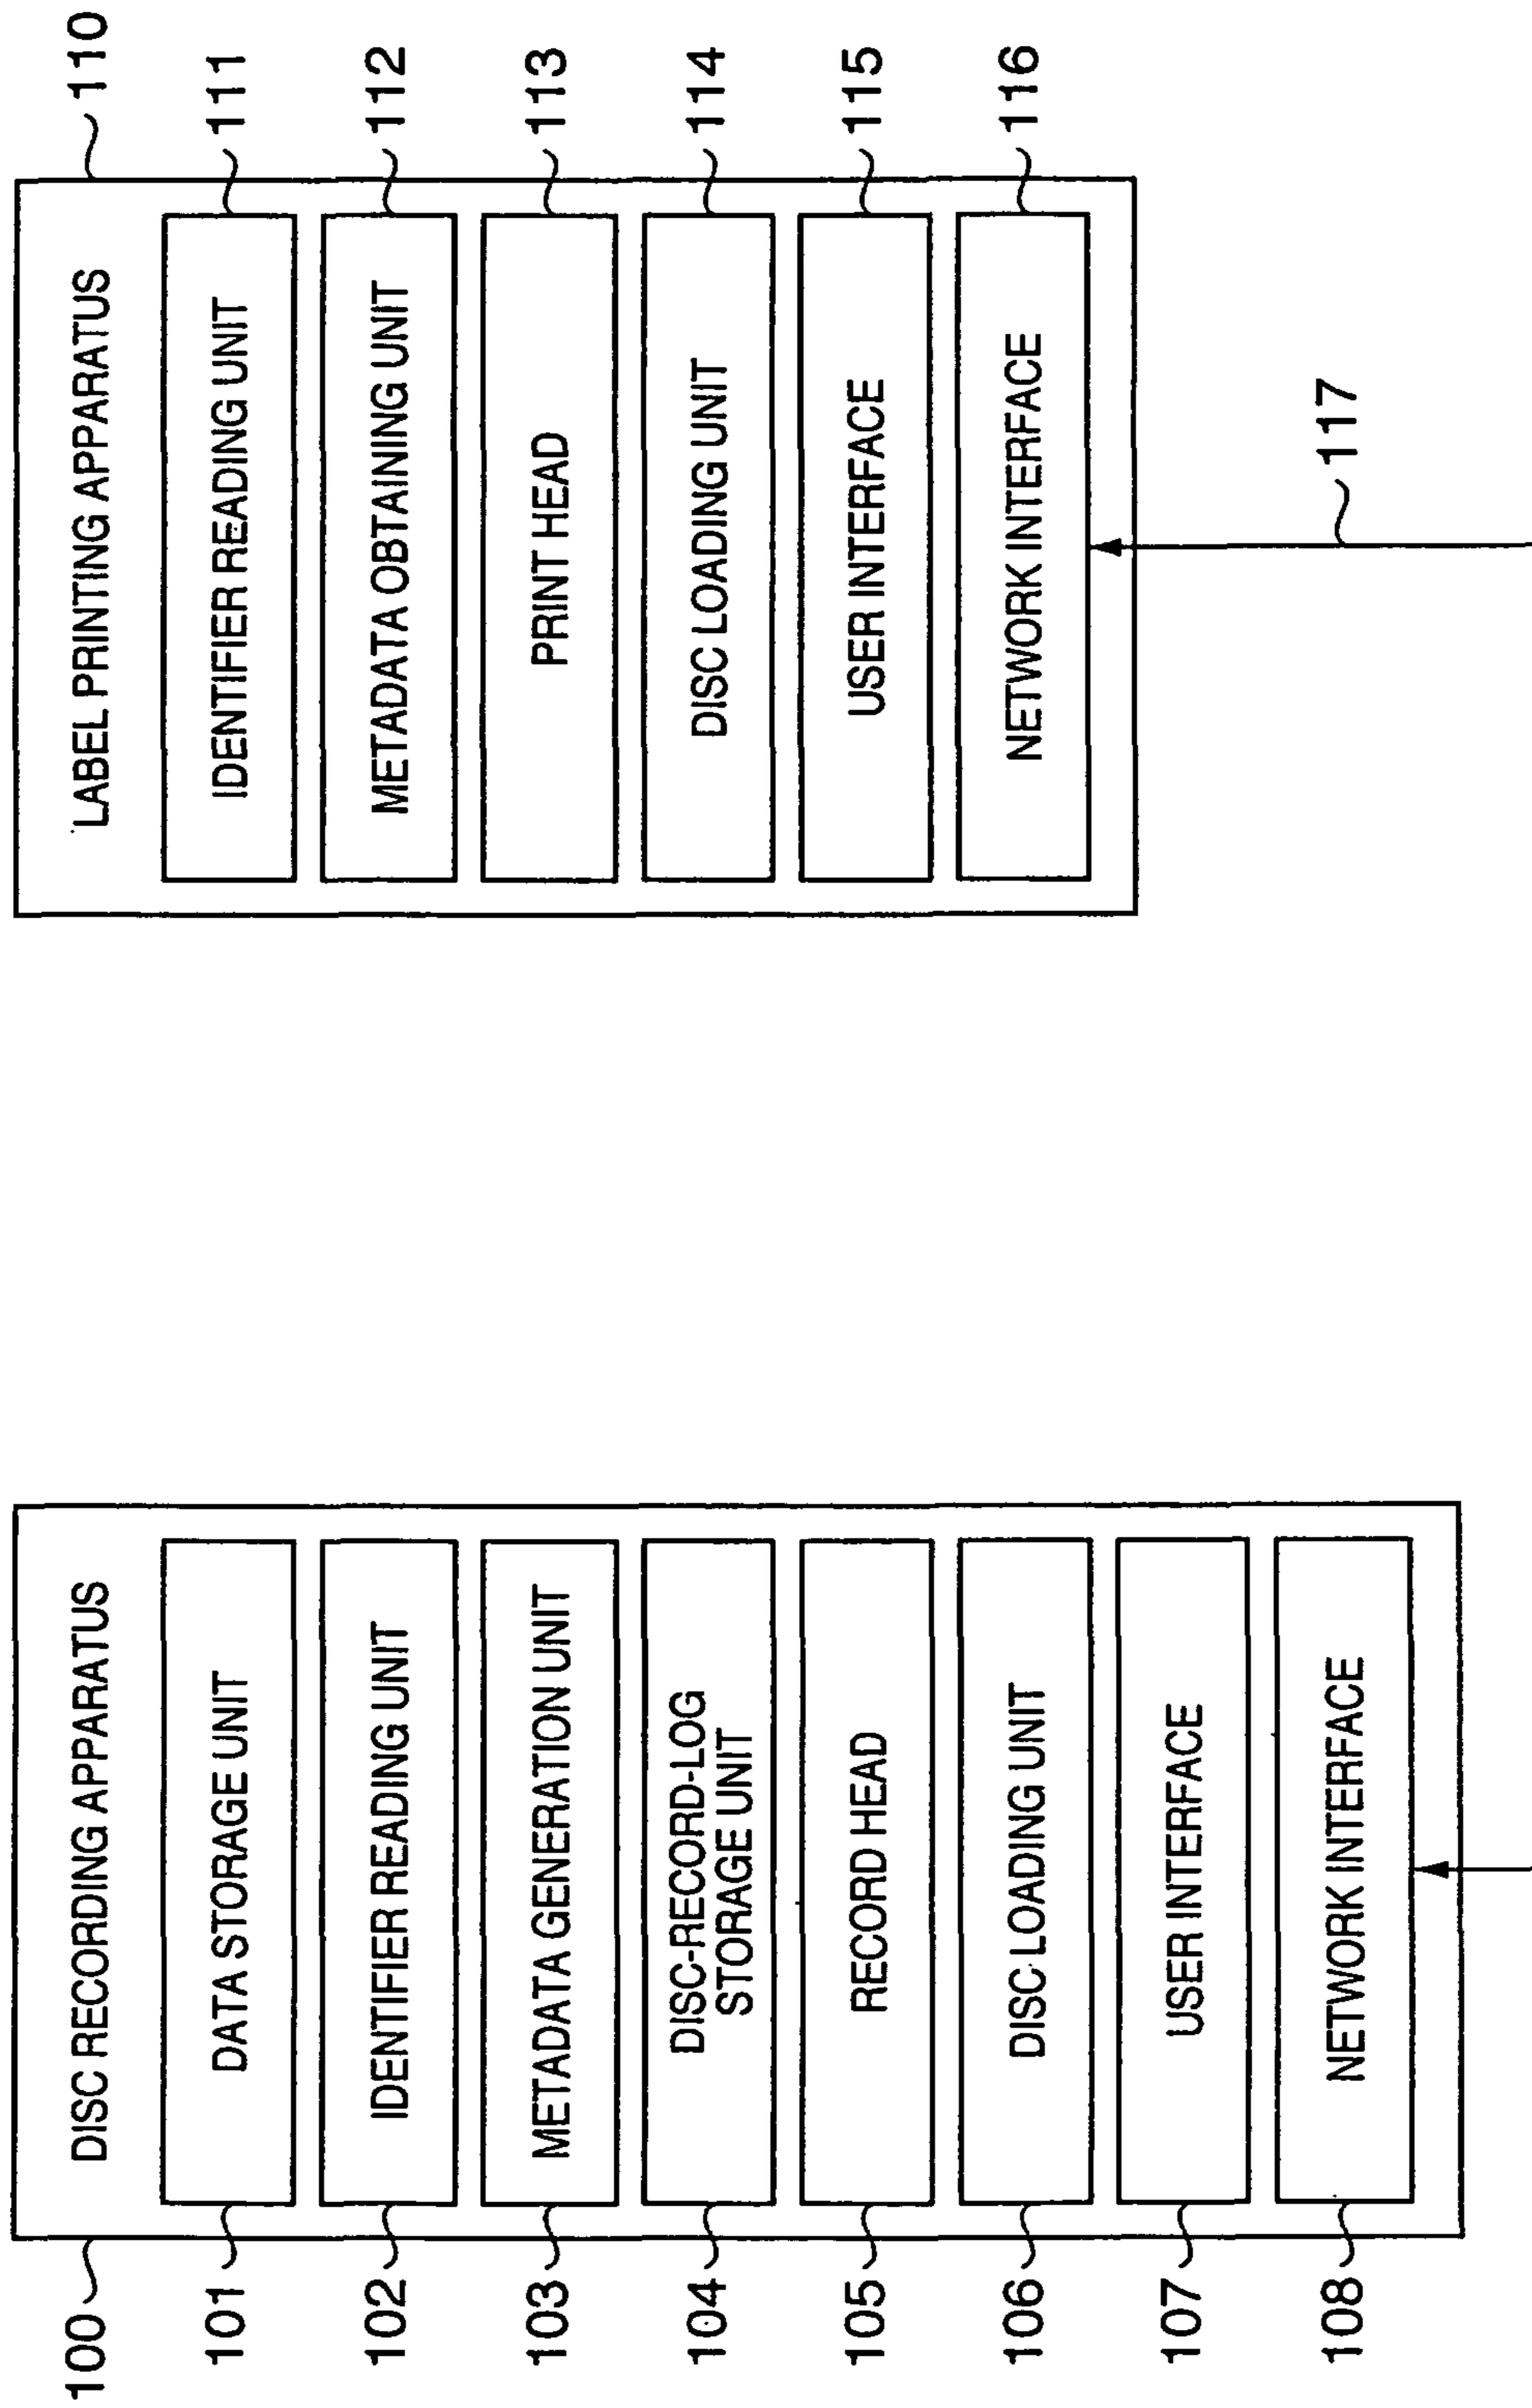 100
DISC RECORDING APPARATUS
101
DATA STORAGE UNIT
102
IDENTIFIER READING UNIT
103
METADATA GENERATION UNIT
104
DISC-RECORD-LOG
STORAGE UNIT
105
RECORD HEAD
106
DISC LOADING UNIT
107
USER INTERFACE
108
NETWORK INTERFACE
LABEL PRINTING APPARATUS
110
IDENTIFIER READING UNIT
111
METADATA OBTAINING UNIT
112
PRINT HEAD
113
DISC LOADING UNIT
114
USER INTERFACE
115
NETWORK INTERFACE
116
117